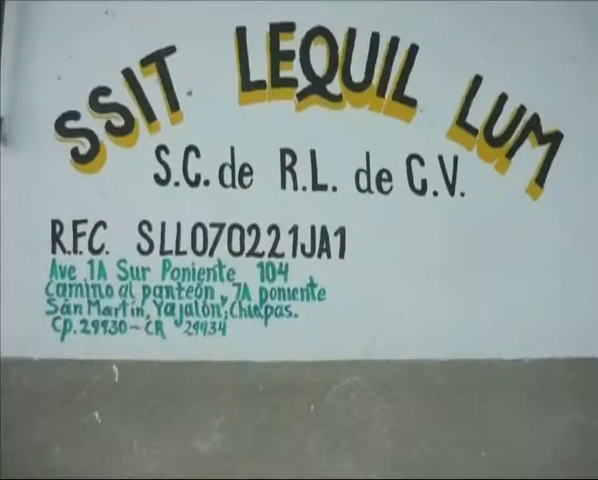 SSIT LEQUIL LUM
S.C. de R.L. de C.V.
R.F.C. SLL070221JA1
Ave 1A Sur Poniente 104
Camino al panteón, 7A poniente
San Martín, Yajalón, Chiapas.
Cp. 29930 - CR 29934